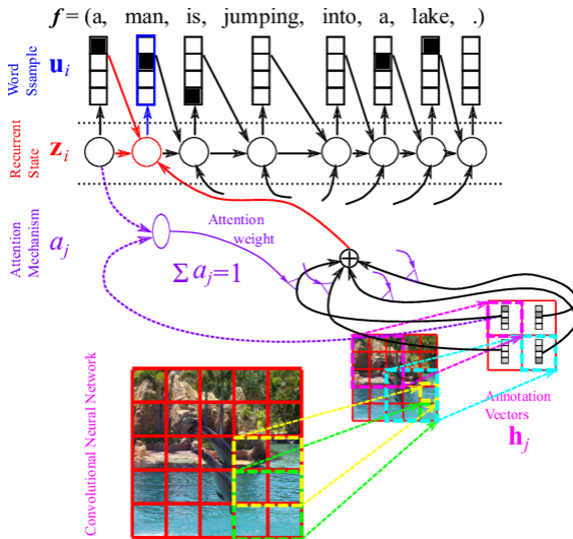 f = (a, man, is, jumping, into, a, lake, .)
Word
Ssample
u_i
Recurrent
State
z_i
Attention
Mechanism
a_j
Attention
weight
∑ a_j=1
Convolutional Neural Network
Annotation
Vectors
h_j